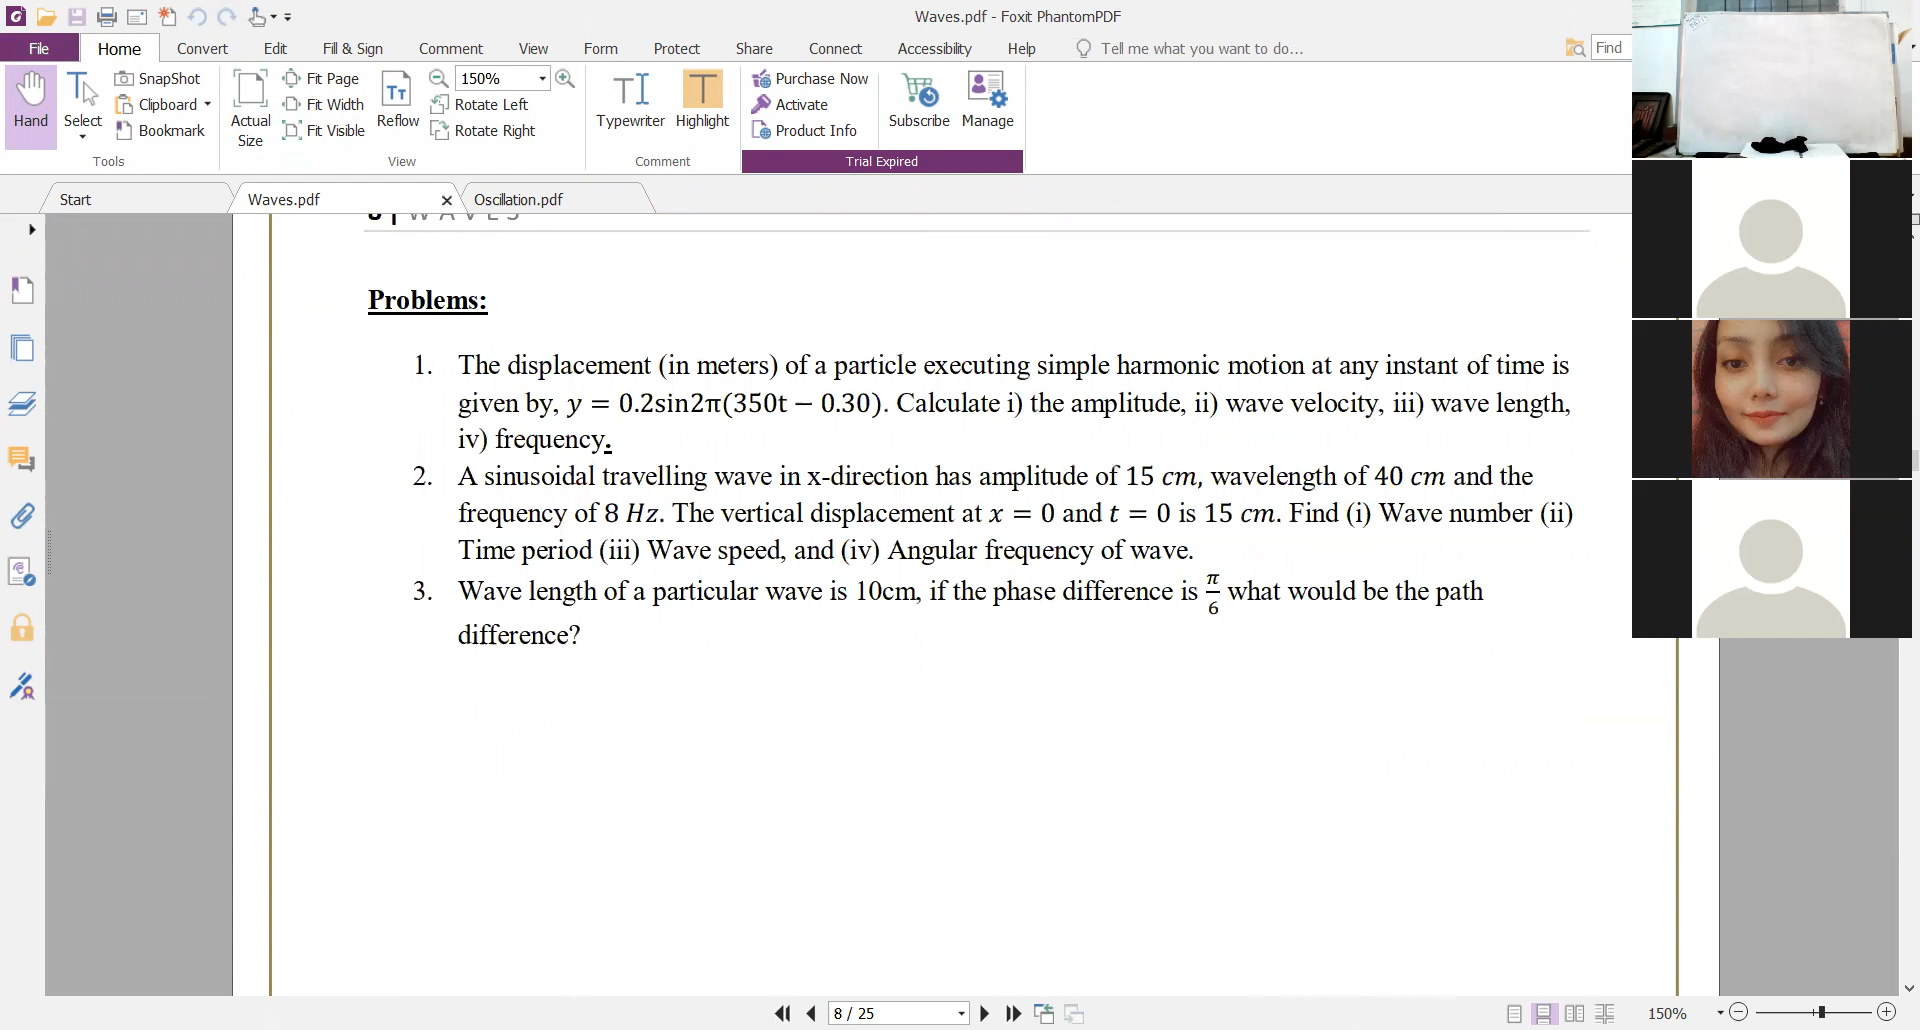 Waves.pdf - Foxit PhantomPDF
File Home Convert Edit Fill & Sign Comment View Form Protect Share Connect Accessibility Help Tell me what you want to do... Find
Hand
Select
SnapShot
Clipboard
Bookmark
Tools
Actual Size
Fit Page
Fit Width
Fit Visible
Reflow
150%
Rotate Left
Rotate Right
View
Typewriter
Highlight
Comment
Purchase Now
Activate
Product Info
Subscribe
Manage
Trial Expired
Start
Waves.pdf
Oscillation.pdf
8 | WAVES
Problems:
1. The displacement (in meters) of a particle executing simple harmonic motion at any instant of time is
given by, y = 0.2sin2π(350t − 0.30). Calculate i) the amplitude, ii) wave velocity, iii) wave length,
iv) frequency.
2. A sinusoidal travelling wave in x-direction has amplitude of 15 cm, wavelength of 40 cm and the
frequency of 8 Hz. The vertical displacement at x = 0 and t = 0 is 15 cm. Find (i) Wave number (ii)
Time period (iii) Wave speed, and (iv) Angular frequency of wave.
3. Wave length of a particular wave is 10cm, if the phase difference is π/6 what would be the path
difference?
8 / 25
150%